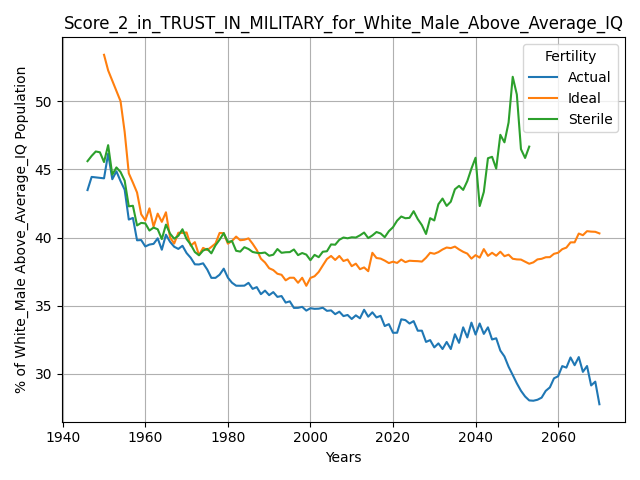 Score_2_in_TRUST_IN_MILITARY_for_White_Male_Above_Average_IQ
% of White_Male Above_Average_IQ Population
50
45
40
35
30
1940
1960
1980
2000
2020
2040
2060
Years
Fertility
Actual
Ideal
Sterile